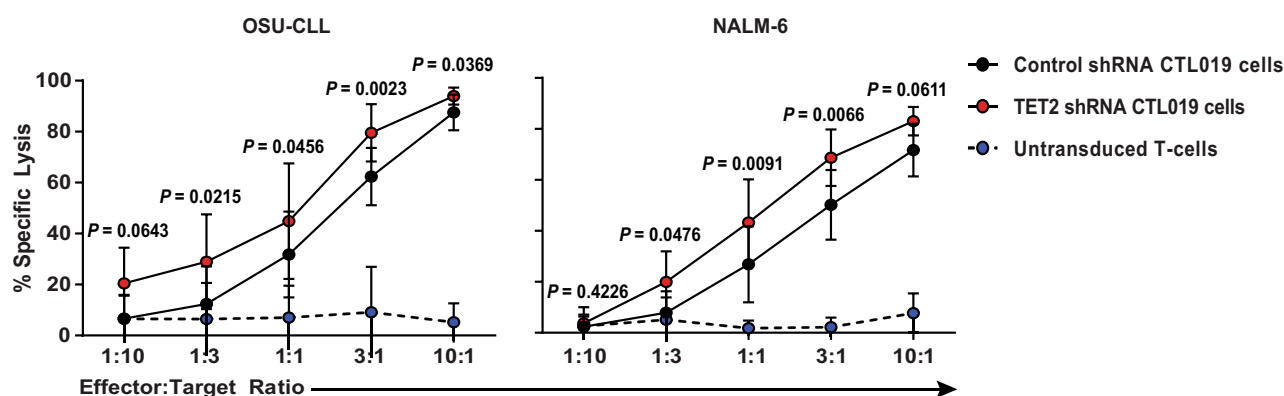 OSU-CLL
NALM-6
Control shRNA CTL019 cells
TET2 shRNA CTL019 cells
Untransduced T-cells
% Specific Lysis
100
80
60
40
20
0
P = 0.0643
P = 0.0215
P = 0.0456
P = 0.0023
P = 0.0369
P = 0.4226
P = 0.0476
P = 0.0091
P = 0.0066
P = 0.0611
1:10 1:3 1:1 3:1 10:1
1:10 1:3 1:1 3:1 10:1
Effector:Target Ratio